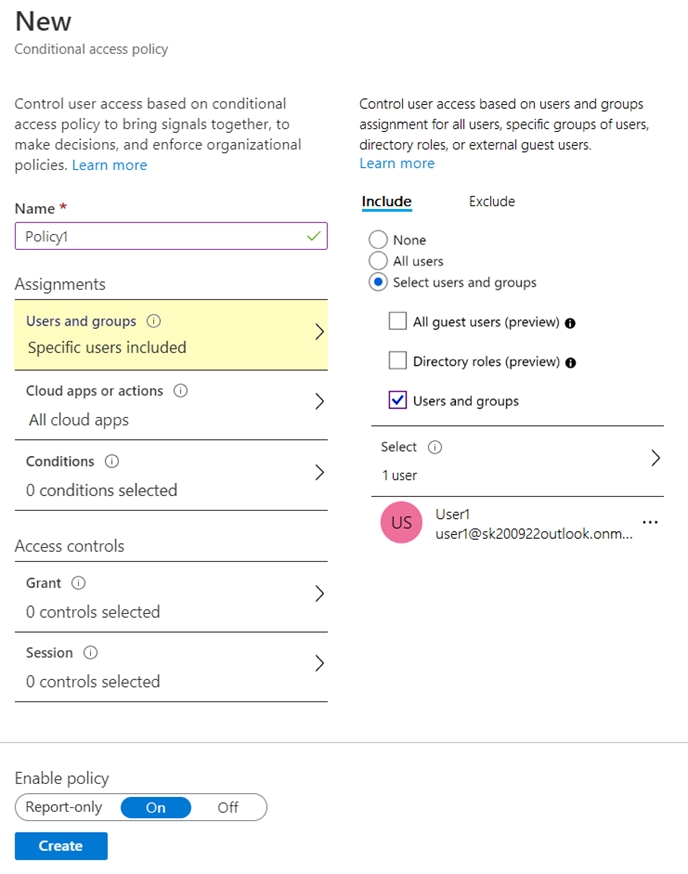 New
Conditional access policy
Control user access based on conditional
access policy to bring signals together, to
make decisions, and enforce organizational
policies. Learn more
Name *
Policy1
Assignments
Users and groups
Specific users included
Cloud apps or actions
All cloud apps
Conditions
0 conditions selected
Access controls
Grant
0 controls selected
Session
0 controls selected
Control user access based on users and groups
assignment for all users, specific groups of users,
directory roles, or external guest users.
Learn more
Include Exclude
None
All users
Select users and groups
All guest users (preview)
Directory roles (preview)
Users and groups
Select
1 user
US
User1
user1@sk200922outlook.onm...
Enable policy
Report-only On Off
Create